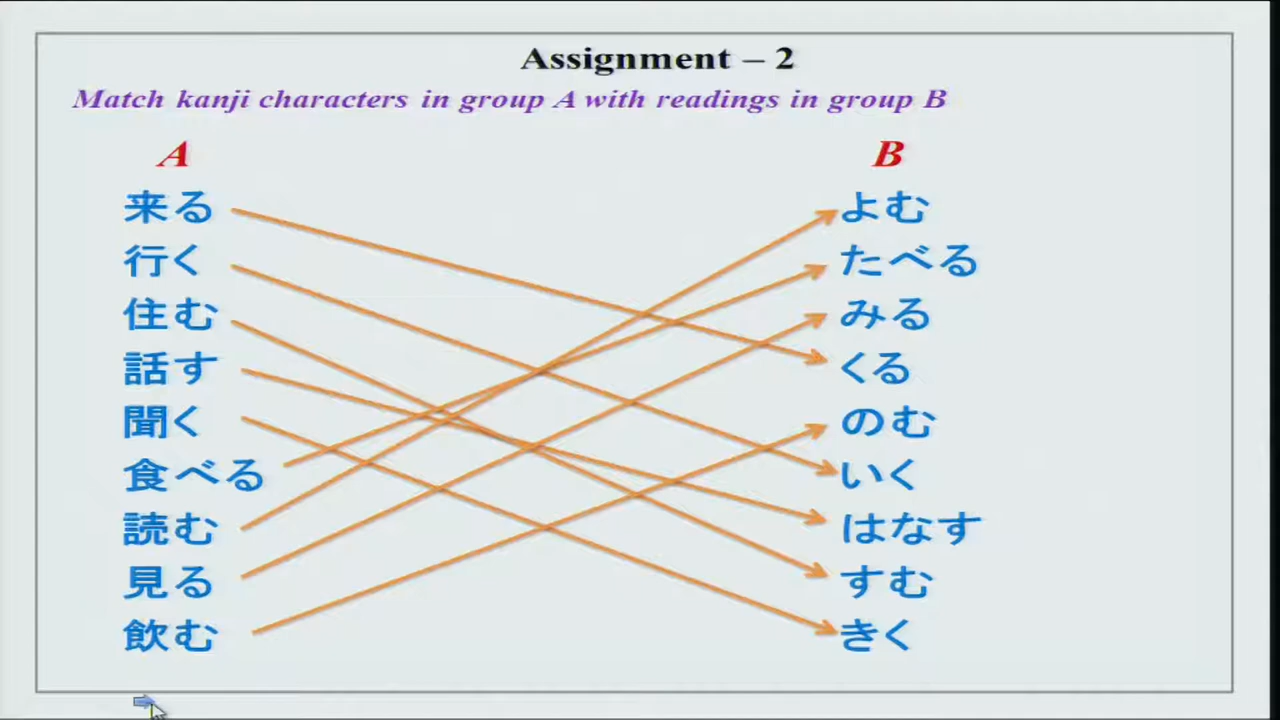 Assignment – 2
Match kanji characters in group A with readings in group B
A B
来る よむ
行く たべる
住む みる
話す くる
聞く のむ
食べる いく
読む はなす
見る すむ
飲む きく